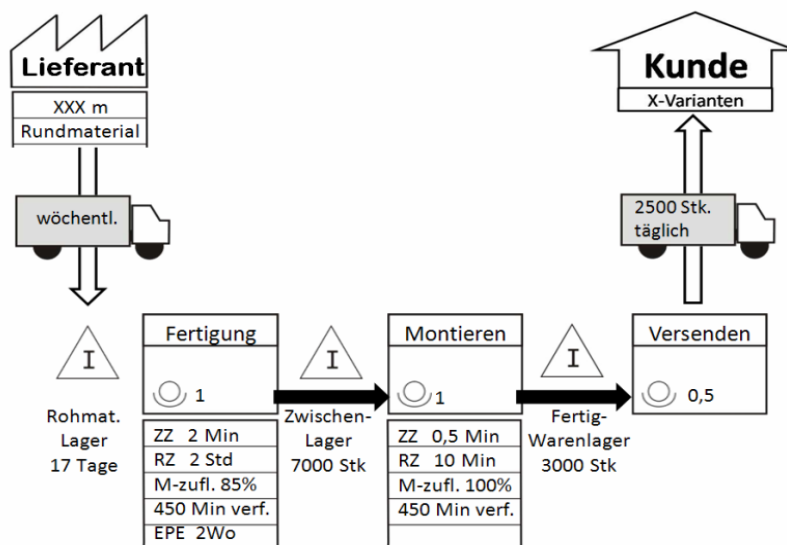 Lieferant
XXX m
Rundmaterial
wöchentl.
Kunde
X-Varianten
2500 Stk.
täglich
I
Rohmat.
Lager
17 Tage
Fertigung
1
ZZ 2 Min
RZ 2 Std
M-zufl. 85%
450 Min verf.
EPE 2Wo
I
Zwischen-
Lager
7000 Stk
Montieren
1
ZZ 0,5 Min
RZ 10 Min
M-zufl. 100%
450 Min verf.
I
Fertig-
Warenlager
3000 Stk
Versenden
0,5